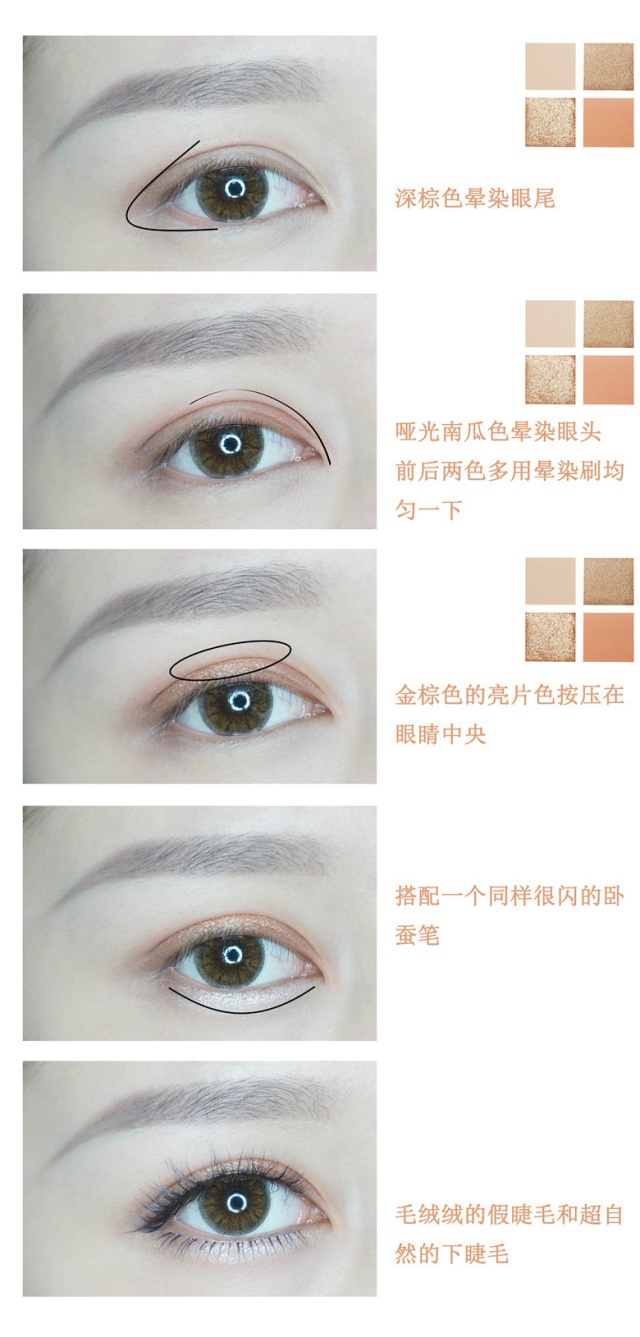 深棕色晕染眼尾
哑光南瓜色晕染眼头
前后两色多用晕染刷均
匀一下
金棕色的亮片色按压在
眼睛中央
搭配一个同样很闪的卧
蚕笔
毛绒绒的假睫毛和超自
然的下睫毛